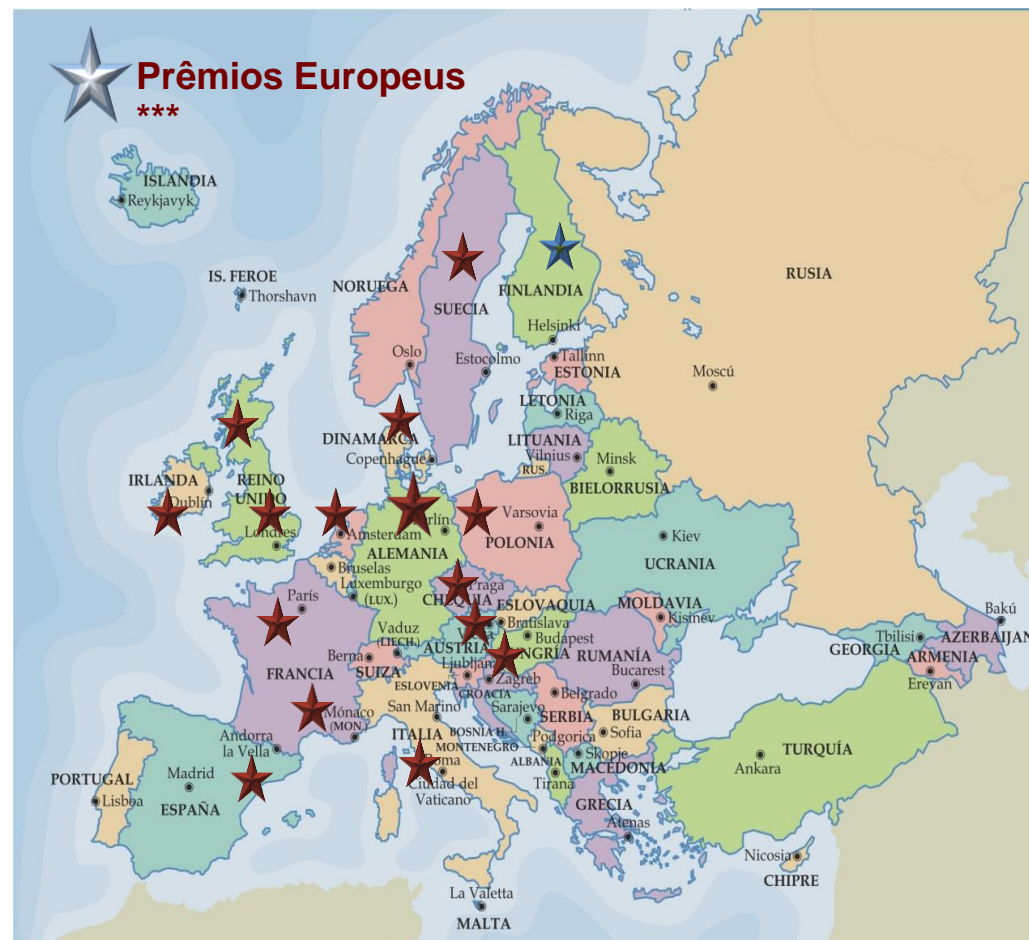 Prêmios Europeus
***
ISLANDIA
Reykjavyk
IS. FEROE
Thorshavn
NORUEGA
SUECIA
FINLANDIA
RUSIA
Helsinki
Oslo
Estocolmo
Tallínn
ESTONIA
Moscú
LETONIA
Riga
DINAMARCA
Copenhague
LITUANIA
Vilnius
RUS.
Minsk
BIELORRUSIA
IRLANDA
Dublín
REINO
UNIDO
Londres
Amsterdam
Berlín
Varsovia
POLONIA
Kiev
UCRANIA
ALEMANIA
Bruselas
Luxemburgo
(LUX.)
Praga
CHEQUIA
ESLOVAQUIA
Bratislava
París
MOLDAVIA
Kisinev
Vaduz
(LIECH.)
AUSTRIA
Budapest
Berna
SUIZA
FRANCIA
Ljubljana
ESLOVENIA
Zagreb
CROACIA
RUMANÍA
Bucarest
Bakú
Tbilisi
AZERBAIJAN
GEORGIA
ARMENIA
Erevan
San Marino
Sarajevo
Belgrado
SERBIA
BULGARIA
Sofía
Mónaco
(MON.)
ITALIA
BOSNIA H.
MONTENEGRO
Podgorica
Skopje
MACEDONIA
ALBANIA
Tirana
Andorra
la Vella
Roma
Ciudad del
Vaticano
PORTUGAL
Lisboa
Madrid
ESPAÑA
TURQUÍA
Ankara
GRECIA
Atenas
Nicosia
CHIPRE
La Valetta
MALTA